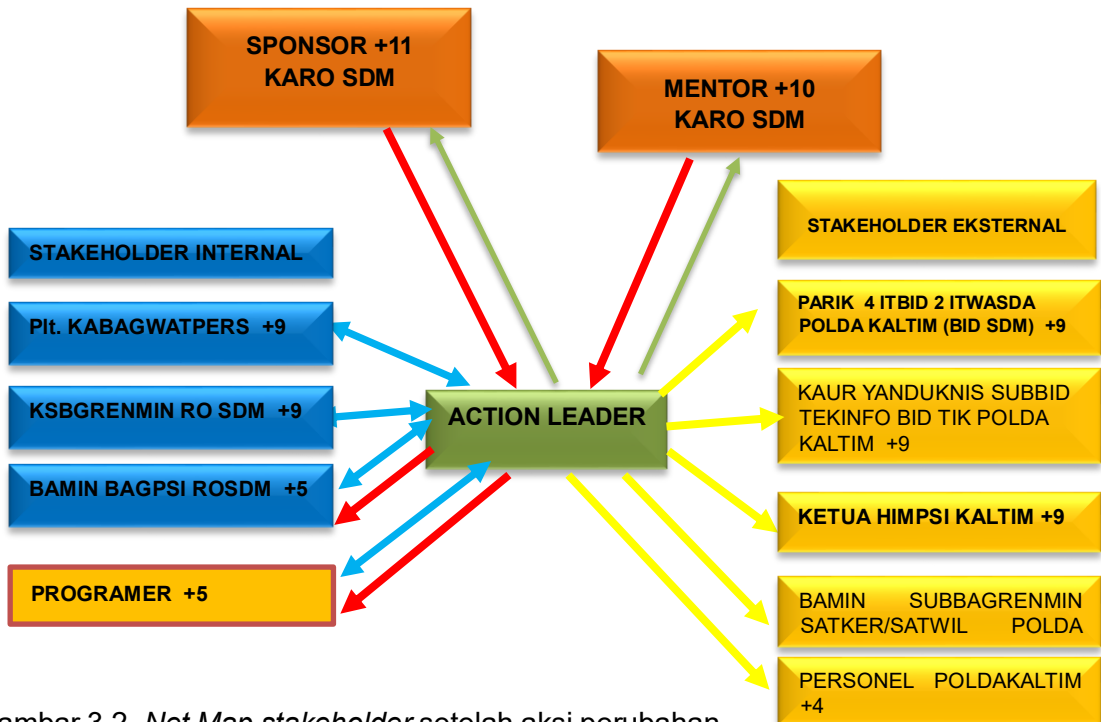 SPONSOR +11
KARO SDM
MENTOR +10
KARO SDM
STAKEHOLDER INTERNAL
Plt. KABAGWATPERS +9
KSBGRENMIN RO SDM +9
BAMIN BAGPSI ROSDM +5
PROGRAMER +5
ACTION LEADER
STAKEHOLDER EKSTERNAL
PARIK 4 ITBID 2 ITWASDA
POLDA KALTIM (BID SDM) +9
KAUR YANDUKNIS SUBBID
TEKINFO BID TIK POLDA
KALTIM +9
KETUA HIMPSI KALTIM +9
BAMIN SUBBAGRENMIN
SATKER/SATWIL POLDA
PERSONEL POLDAKALTIM
+4
ambar 3.2. Net Map stakeholder setelah aksi perubahan